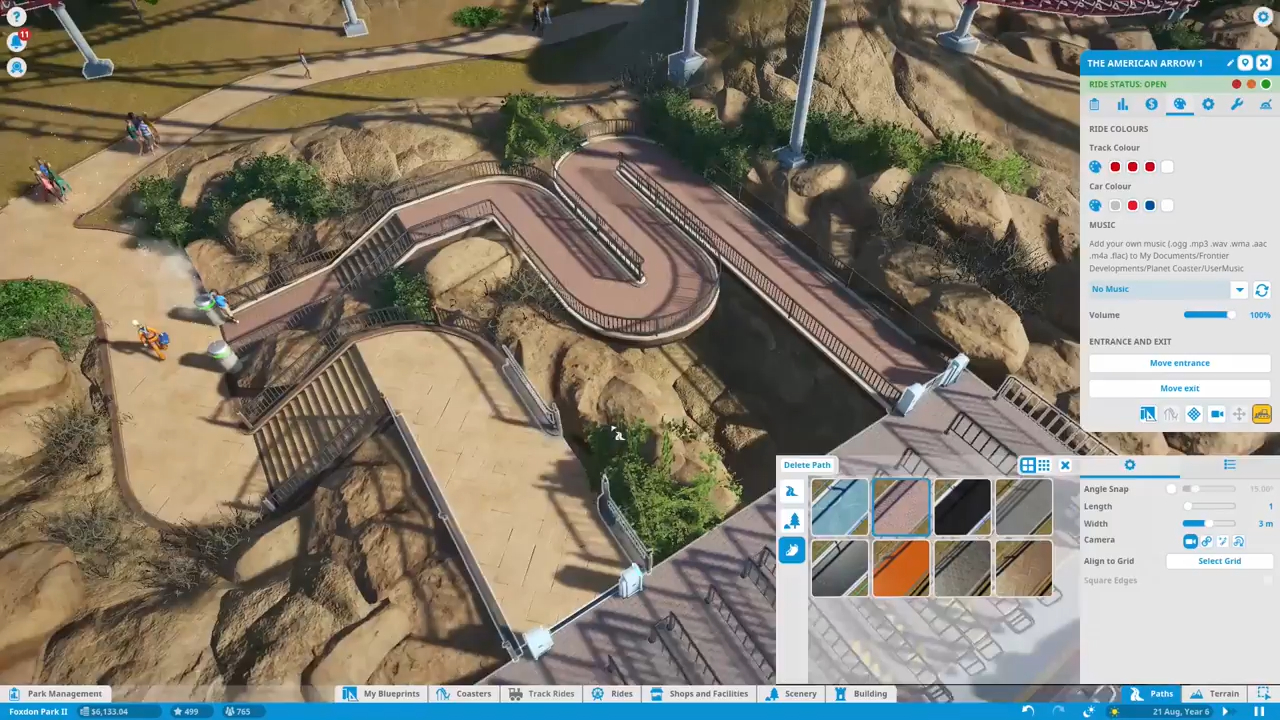 ?
11
THE AMERICAN ARROW 1
RIDE STATUS: OPEN
RIDE COLOURS
Track Colour
Car Colour
MUSIC
Add your own music (.ogg .mp3 .wav .wma .aac
.m4a .flac) to My Documents/Frontier
Developments/Planet Coaster/UserMusic
No Music
Volume 100%
ENTRANCE AND EXIT
Move entrance
Move exit
Delete Path
Angle Snap 15.00°
Length 1
Width 3 m
Camera
Align to Grid Select Grid
Square Edges
Park Management My Blueprints Coasters Track Rides Rides Shops and Facilities Scenery Building Paths Terrain
Foxdon Park II $6,133.04 499 765 21 Aug, Year 6